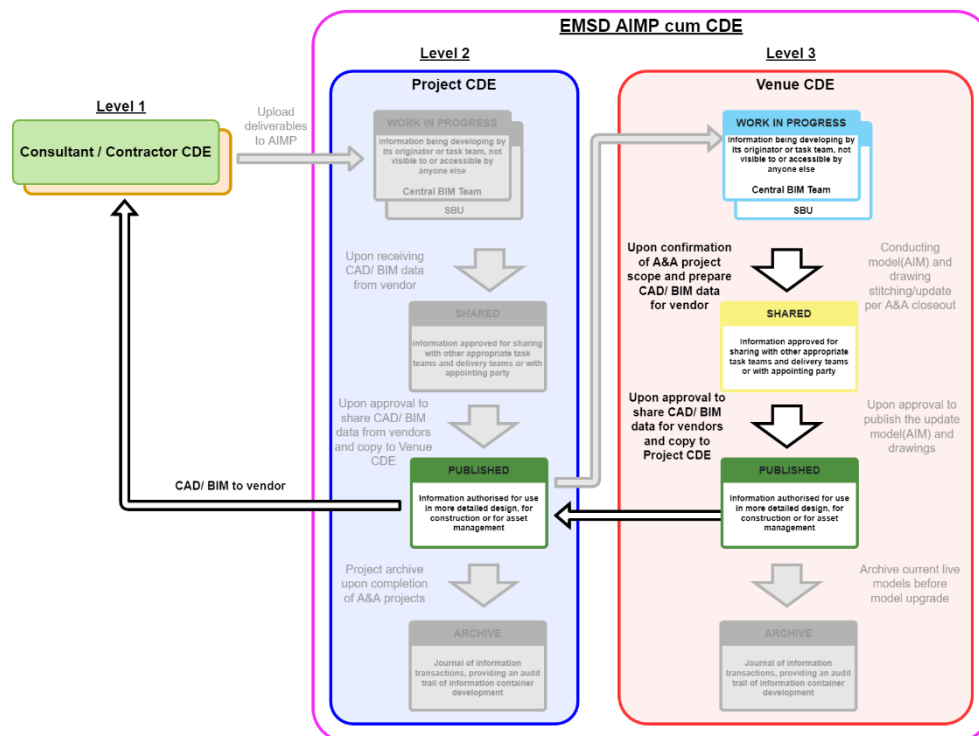 EMSD AIMP cum CDE
Level 1
Consultant / Contractor CDE
Upload
deliverables
to AIMP
Level 2
Project CDE
WORK IN PROGRESS
Information being developing by
its originator or task team, not
visible to or accessible by
anyone else
Central BIM Team
SBU
Upon receiving
CAD/ BIM data
from vendor
SHARED
Information approved for sharing
with other appropriate task
teams and delivery teams or with
appointing party
Upon approval to
share CAD/ BIM
data from vendors
and copy to Venue
CDE
PUBLISHED
Information authorised for use
in more detailed design, for
construction or for asset
management
CAD/ BIM to vendor
Project archive
upon completion
of A&A projects
ARCHIVE
Journal of information
transactions, providing an audit
trail of information container
development
Level 3
Venue CDE
WORK IN PROGRESS
Information being developing by
its originator or task team, not
visible to or accessible by
anyone else
Central BIM Team
SBU
Upon confirmation
of A&A project
scope and prepare
CAD/ BIM data
for vendor
Conducting
model(AIM) and
drawing
stitching/update
per A&A closeout
SHARED
Information approved for
sharing with other appropriate
task teams and delivery teams
or with appointing party
Upon approval to
share CAD/ BIM
data for vendors
and copy to
Project CDE
Upon approval to
publish the update
model(AIM) and
drawings
PUBLISHED
Information authorised for use
in more detailed design, for
construction or for asset
management
Archive current live
models before
model upgrade
ARCHIVE
Journal of information
transactions, providing an audit
trail of information container
development